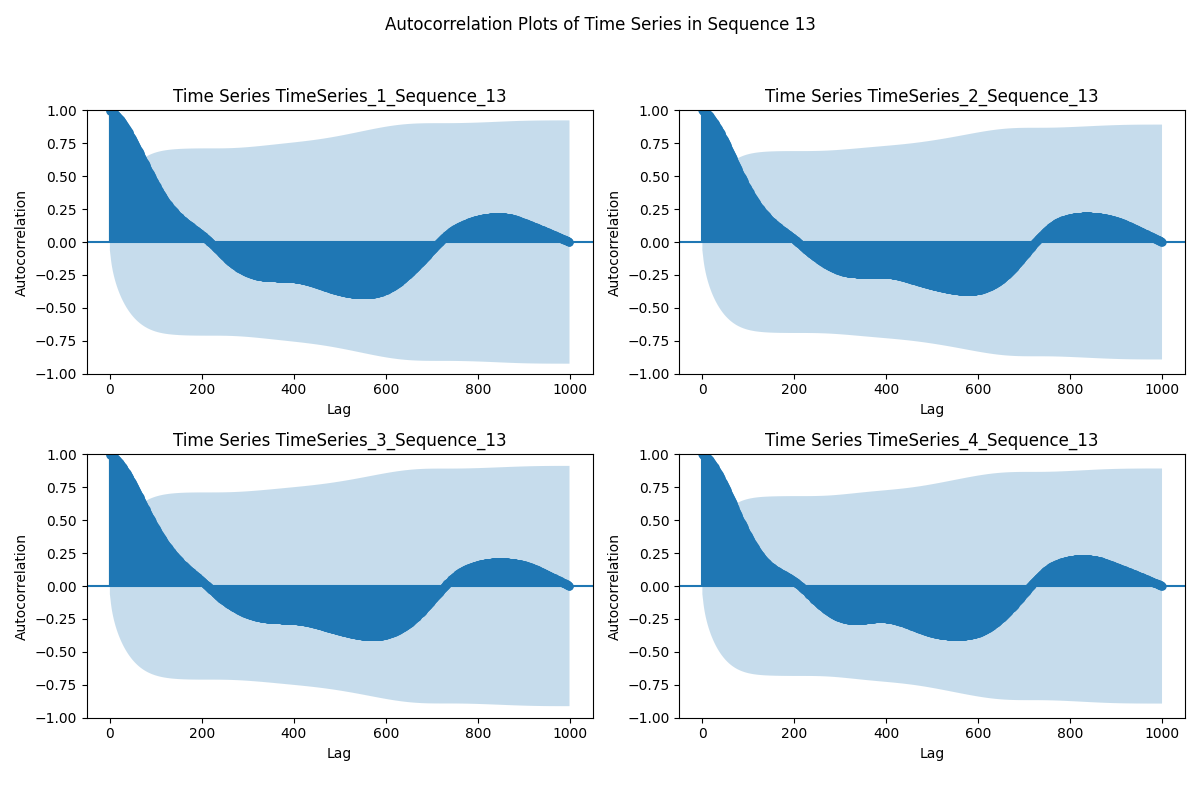 Autocorrelation Plots of Time Series in Sequence 13
Time Series TimeSeries_1_Sequence_13
1.00
0.75
0.50
0.25
0.00
−0.25
−0.50
−0.75
−1.00
Autocorrelation
0 200 400 600 800 1000
Lag
Time Series TimeSeries_2_Sequence_13
1.00
0.75
0.50
0.25
0.00
−0.25
−0.50
−0.75
−1.00
Autocorrelation
0 200 400 600 800 1000
Lag
Time Series TimeSeries_3_Sequence_13
1.00
0.75
0.50
0.25
0.00
−0.25
−0.50
−0.75
−1.00
Autocorrelation
0 200 400 600 800 1000
Lag
Time Series TimeSeries_4_Sequence_13
1.00
0.75
0.50
0.25
0.00
−0.25
−0.50
−0.75
−1.00
Autocorrelation
0 200 400 600 800 1000
Lag